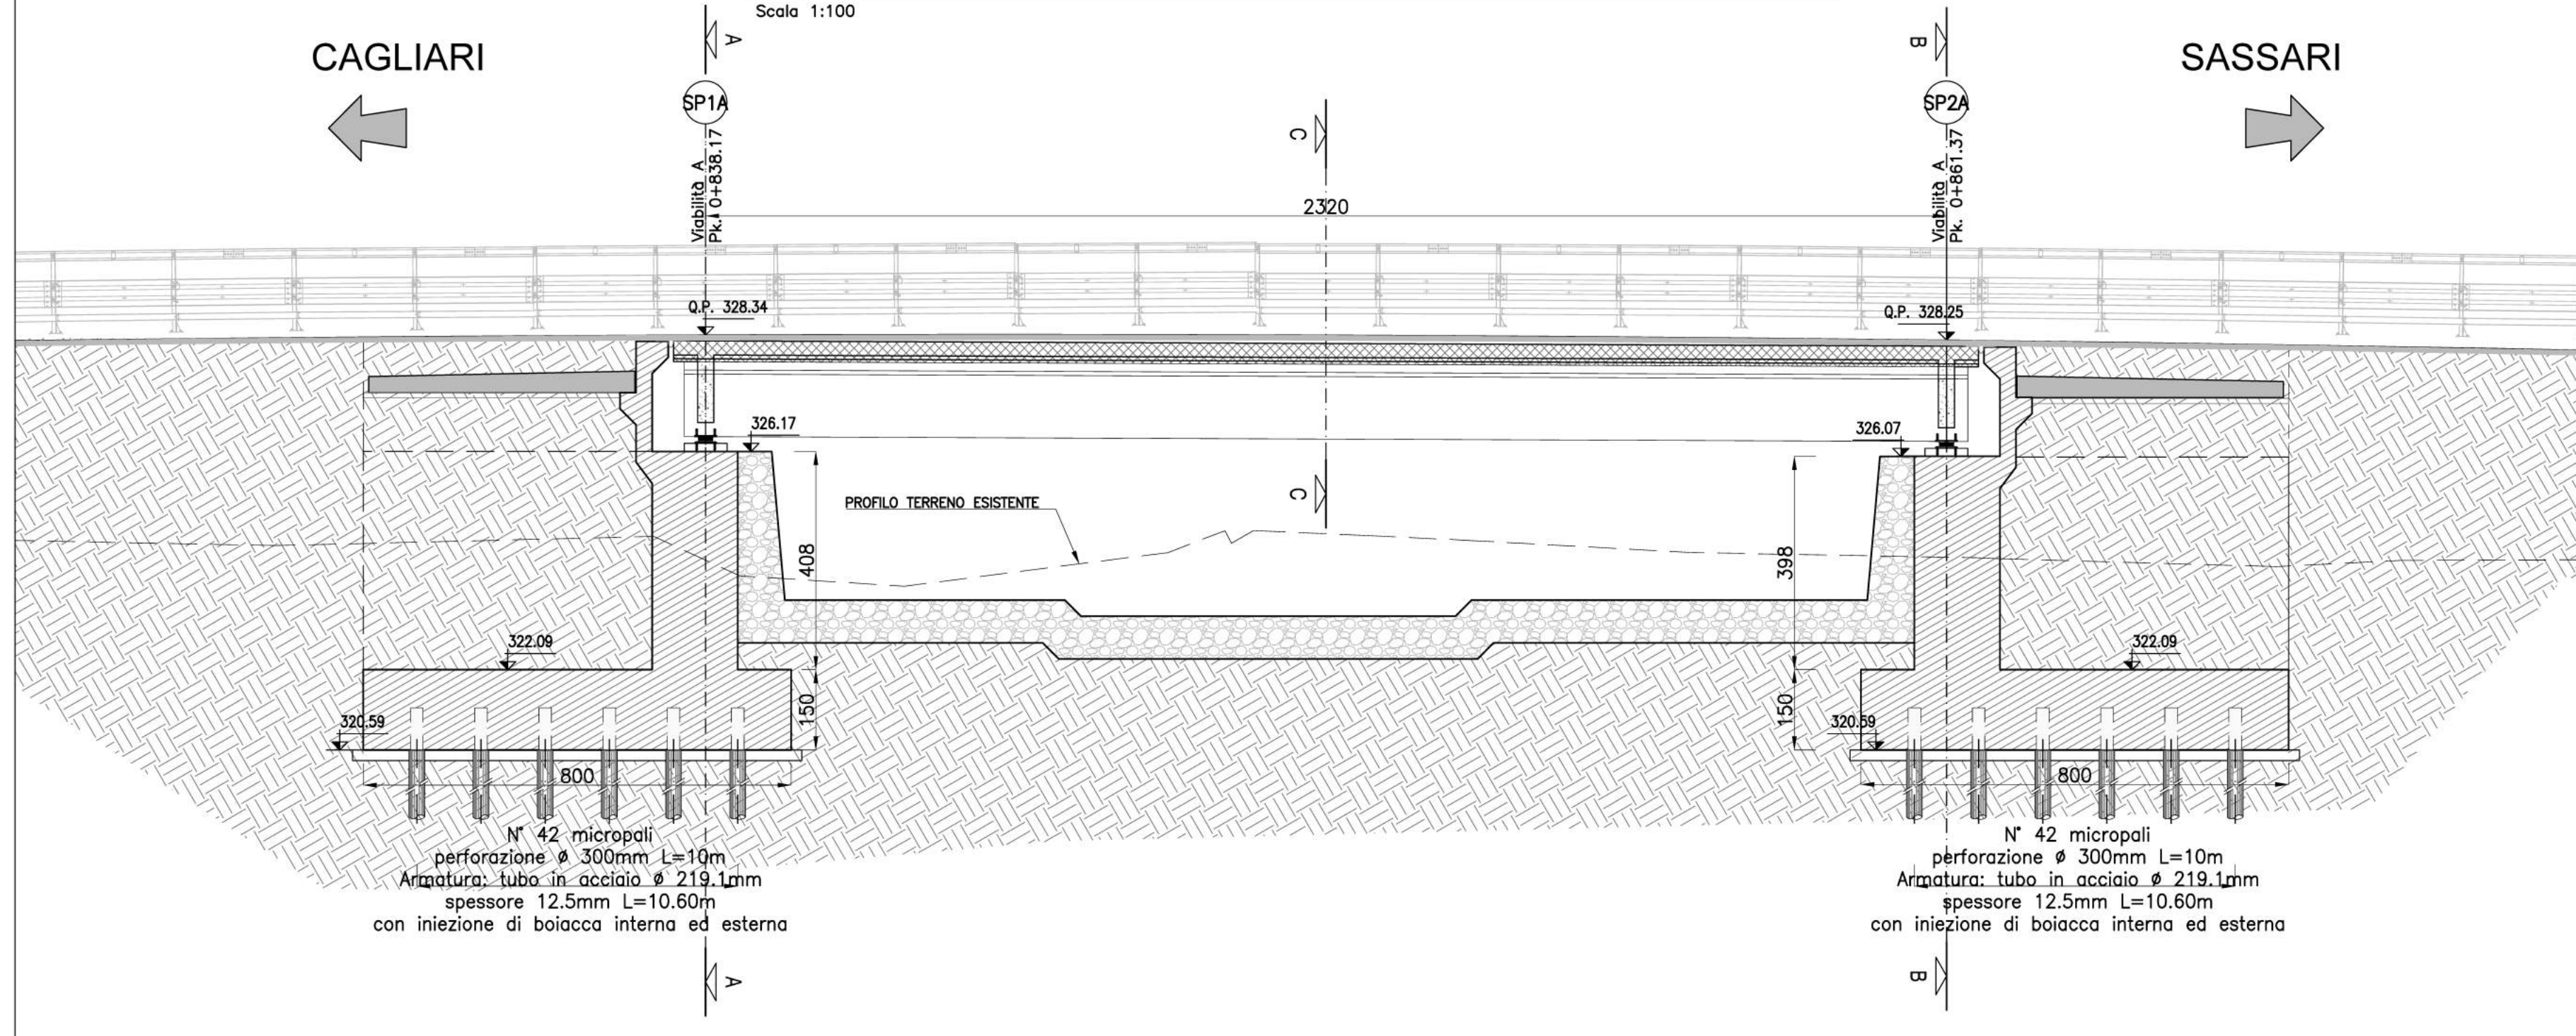 Scala 1:100
A
B
CAGLIARI
SASSARI
SP1A
SP2A
C
Viabilità A
Pk. 0+838.17
Viabilità A
Pk. 0+861.37
2320
Q.P. 328.34
Q.P. 328.25
326.17
326.07
C
PROFILO TERRENO ESISTENTE
408
398
322.09
322.09
150
150
320.59
320.59
800
800
N° 42 micropali
perforazione ø 300mm L=10m
Armatura: tubo in acciaio ø 219.1mm
spessore 12.5mm L=10.60m
con iniezione di boiacca interna ed esterna
N° 42 micropali
perforazione ø 300mm L=10m
Armatura: tubo in acciaio ø 219.1mm
spessore 12.5mm L=10.60m
con iniezione di boiacca interna ed esterna
A
B